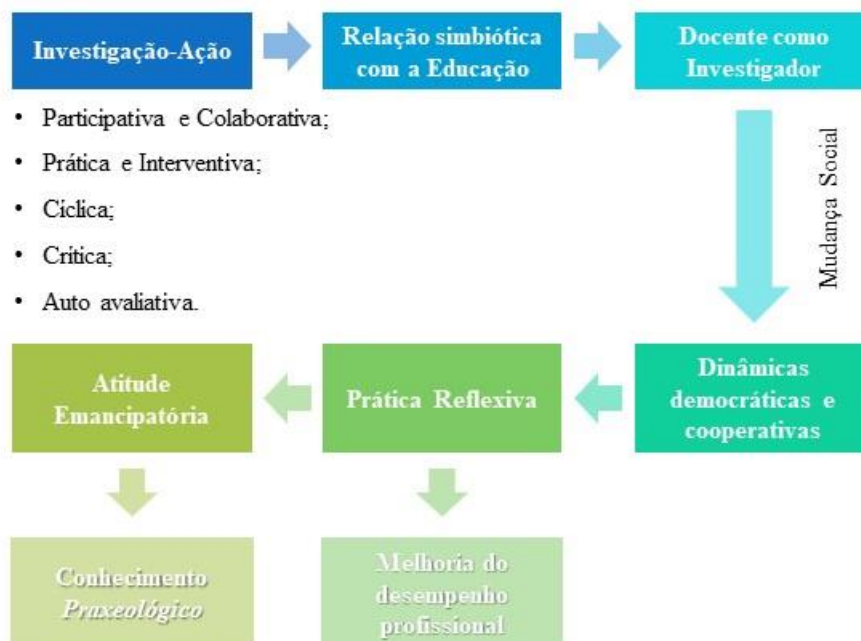 Investigação-Ação
Relação simbiótica
com a Educação
Docente como
Investigador
• Participativa e Colaborativa;
• Prática e Interventiva;
• Cíclica;
• Crítica;
• Auto avaliativa.
Mudança Social
Atitude
Emancipatória
Prática Reflexiva
Dinâmicas
democráticas e
cooperativas
Conhecimento
Praxeológico
Melhoria do
desempenho
profissional